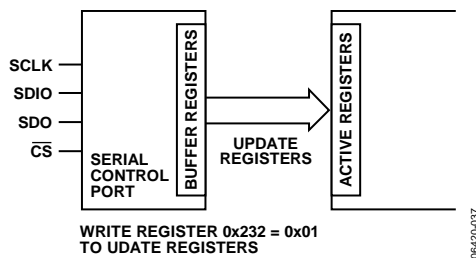 SCLK
SDIO
SDO
CS
SERIAL
CONTROL
PORT
BUFFER REGISTERS
UPDATE
REGISTERS
ACTIVE REGISTERS
WRITE REGISTER 0x232 = 0x01
TO UDATE REGISTERS
06420-037